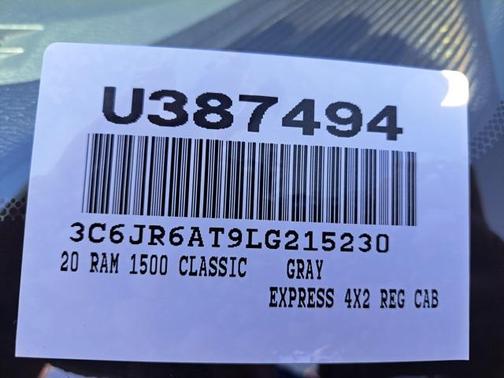 U387494
3C6JR6AT9LG215230
20 RAM 1500 CLASSIC GRAY
EXPRESS 4X2 REG CAB